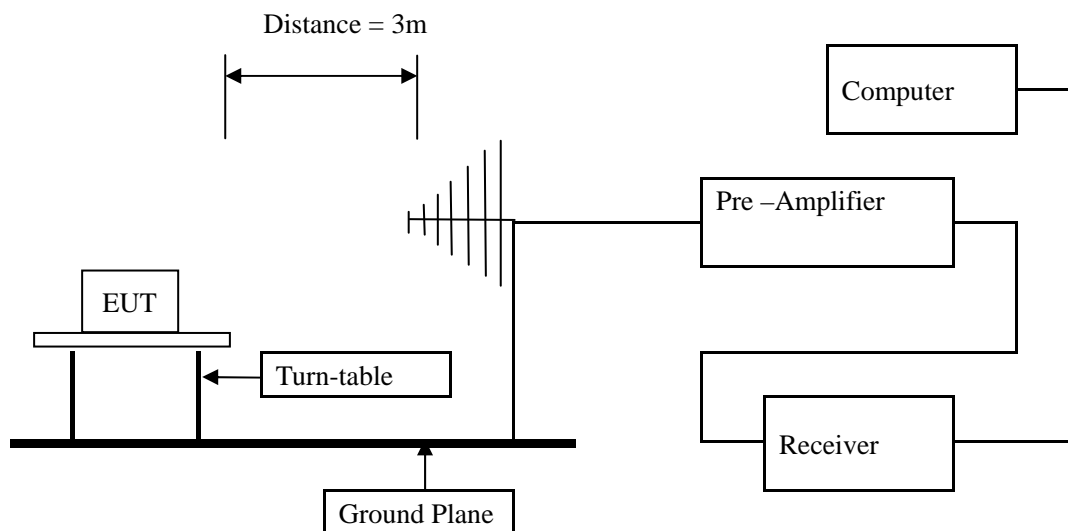 Distance = 3m
Computer
Pre –Amplifier
EUT
Turn-table
Receiver
Ground Plane